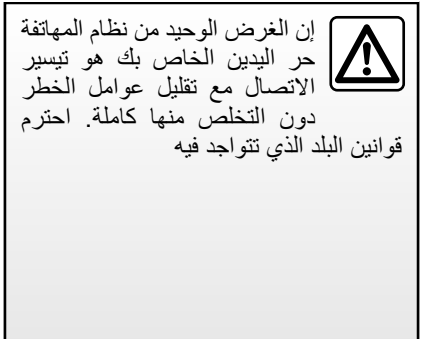 إن الغرض الوحيد من نظام المهاتفة
حر اليدين الخاص بك هو تيسير
الاتصال مع تقليل عوامل الخطر
دون التخلص منها كاملة. احترم
قوانين البلد الذي تتواجد فيه